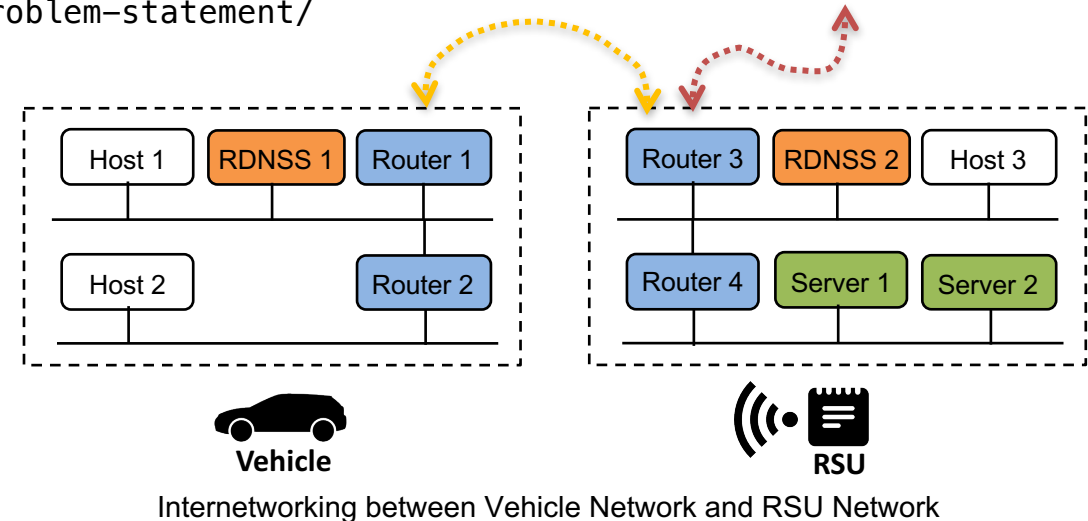 roblem-statement/
Host 1 RDNSS 1 Router 1
Host 2 Router 2
Vehicle
Router 3 RDNSS 2 Host 3
Router 4 Server 1 Server 2
RSU
Internetworking between Vehicle Network and RSU Network